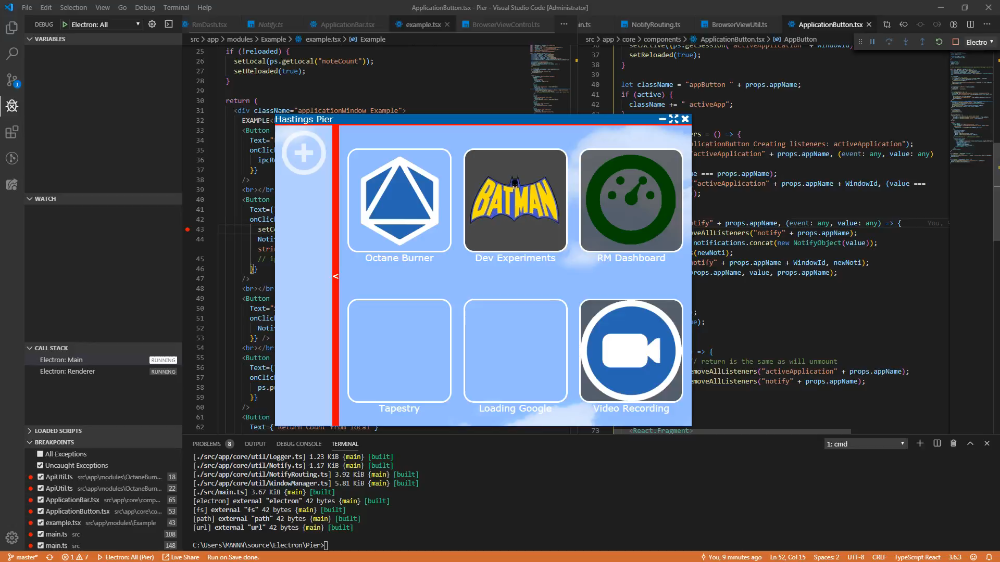 File Edit Selection View Go Debug Terminal Help
ApplicationButton.tsx - Pier - Visual Studio Code [Administrator]
DEBUG Electron: All
RmDash.tsx Notify.ts ApplicationBar.tsx example.tsx BrowserViewControl.ts
in.ts NotifyRouting.ts BrowserViewUtil.ts ApplicationButton.tsx
VARIABLES
src > app > modules > Example > example.tsx > Example
src > app > core > components > ApplicationButton.tsx > AppButton
Electro
25 if (!reloaded) {
26 setLocal(ps.getLocal("noteCount"));
27 setReloaded(true);
28 }
29
30 return (
31 <div className="applicationWindow Example">
32 EXAMPLE<
33 <Button
34 Text="
35 onClic
36 ipcRe
37 }}
38 />
39 <br></br
40 <Button
41 Text={
42 onClic
43 setCo
44 Noti
strin
45 // i
46 }}
47 />
48 <br></br
49 <Button
50 Text="
51 onClic
52 Noti
53 }} />
54 <br></br
55 <Button
56 Text={
57 onClic
58 ps.pu
59 }}
60 />
61 <Button
62 Text={"Return Count from local"}
36 setActive((ps.getSession("activeApplication" + WindowId)
37 setReloaded(true);
38 }
39
40 let className = "appButton " + props.appName;
41 if (active) {
42 className += " activeApp";
ers = () => {
plicationButton Creating listeners: activeApplication");
activeApplication" + props.appName, (event: any, value: any)
ue === props.appName);
"activeApplication" + props.appName + WindowId, (value ===
);
tify" + props.appName, (event: any, value: any) => { You,
veAllListeners("notify" + props.appName);
notifications.concat(new NotifyObject(value));
s(newNoti);
notify" + props.appName + WindowId, newNoti);
rops.appName, value, props.appName);
;
e);
) => {
// return is the same as will unmount
emoveAllListeners("activeApplication" + props.appName);
emoveAllListeners("notify" + props.appName);
73 <React.Fragment>
Hastings Pier
<
BATMAN
Octane Burner
Dev Experiments
RM Dashboard
Tapestry
Loading Google
Video Recording
WATCH
CALL STACK
Electron: Main RUNNING
Electron: Renderer RUNNING
LOADED SCRIPTS
BREAKPOINTS
All Exceptions
Uncaught Exceptions
ApiUtil.ts src\app\modules\OctaneBurn... 18
ApiUtil.ts src\app\modules\OctaneBurn... 22
ApplicationBar.tsx src\app\core\comp... 65
ApplicationButton.tsx src\app\core\co... 53
example.tsx src\app\modules\Example 43
main.ts src 108
main.ts src 148
PROBLEMS 8 OUTPUT DEBUG CONSOLE TERMINAL
1: cmd
[./src/app/core/util/Logger.ts] 1.23 KiB {main} [built]
[./src/app/core/util/Notify.ts] 1.17 KiB {main} [built]
[./src/app/core/util/NotifyRouting.ts] 3.92 KiB {main} [built]
[./src/app/core/util/WindowManager.ts] 5.81 KiB {main} [built]
[./src/main.ts] 3.67 KiB {main} [built]
[electron] external "electron" 42 bytes {main} [built]
[fs] external "fs" 42 bytes {main} [built]
[path] external "path" 42 bytes {main} [built]
[url] external "url" 42 bytes {main} [built]
C:\Users\MANNN\source\Electron\Pier>
1
master* 1 7 Electron: All (Pier) Live Share Run on Save done.
You, 9 minutes ago Ln 52, Col 15 Spaces: 2 UTF-8 CRLF TypeScript React 3.6.3